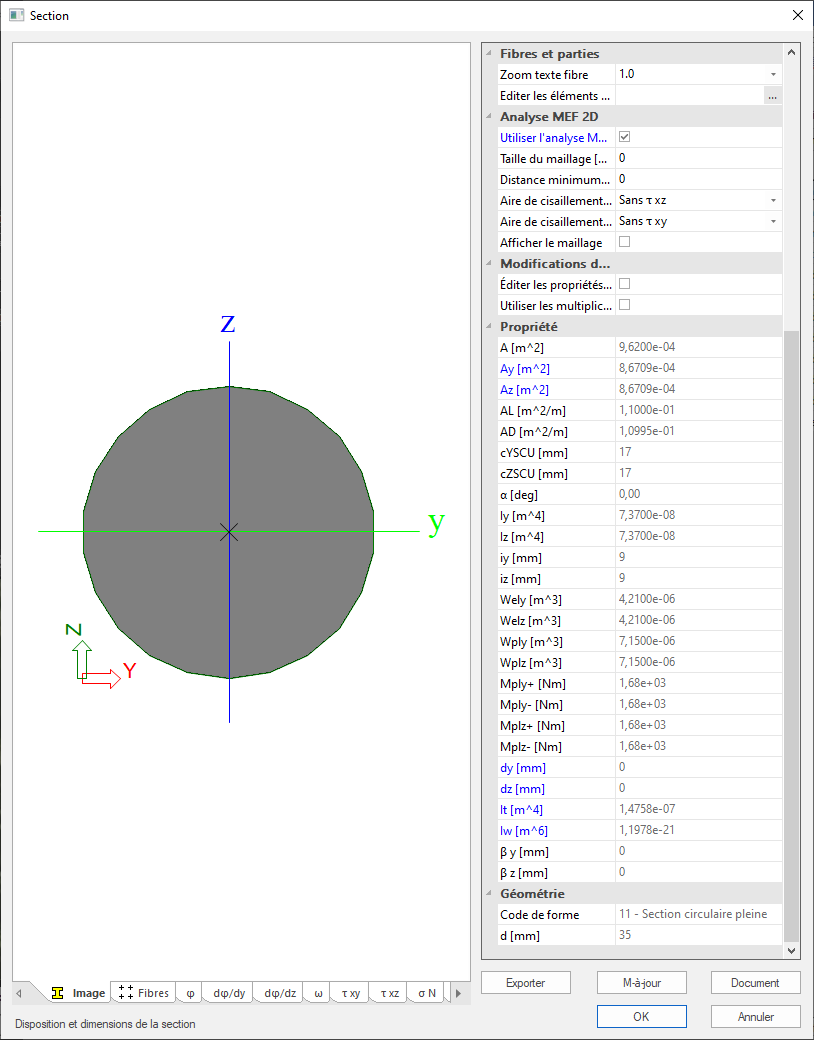 Section
Z
y
Z
Y
Image
Fibres
φ
dφ/dy
dφ/dz
ω
τ xy
τ xz
σ N
Disposition et dimensions de la section
Fibres et parties
Zoom texte fibre 1.0
Editer les éléments ... ...
Analyse MEF 2D
Utiliser l'analyse M...
Taille du maillage [... 0
Distance minimum... 0
Aire de cisaillement... Sans τ xz
Aire de cisaillement... Sans τ xy
Afficher le maillage
Modifications d...
Éditer les propriétés...
Utiliser les multiplic...
Propriété
A [m^2] 9,6200e-04
Ay [m^2] 8,6709e-04
Az [m^2] 8,6709e-04
AL [m^2/m] 1,1000e-01
AD [m^2/m] 1,0995e-01
cYSCU [mm] 17
cZSCU [mm] 17
α [deg] 0,00
Iy [m^4] 7,3700e-08
Iz [m^4] 7,3700e-08
iy [mm] 9
iz [mm] 9
Wely [m^3] 4,2100e-06
Welz [m^3] 4,2100e-06
Wply [m^3] 7,1500e-06
Wplz [m^3] 7,1500e-06
Mply+ [Nm] 1,68e+03
Mply- [Nm] 1,68e+03
Mplz+ [Nm] 1,68e+03
Mplz- [Nm] 1,68e+03
dy [mm] 0
dz [mm] 0
It [m^4] 1,4758e-07
Iw [m^6] 1,1978e-21
β y [mm] 0
β z [mm] 0
Géométrie
Code de forme 11 - Section circulaire pleine
d [mm] 35
Exporter M-à-jour Document
OK Annuler